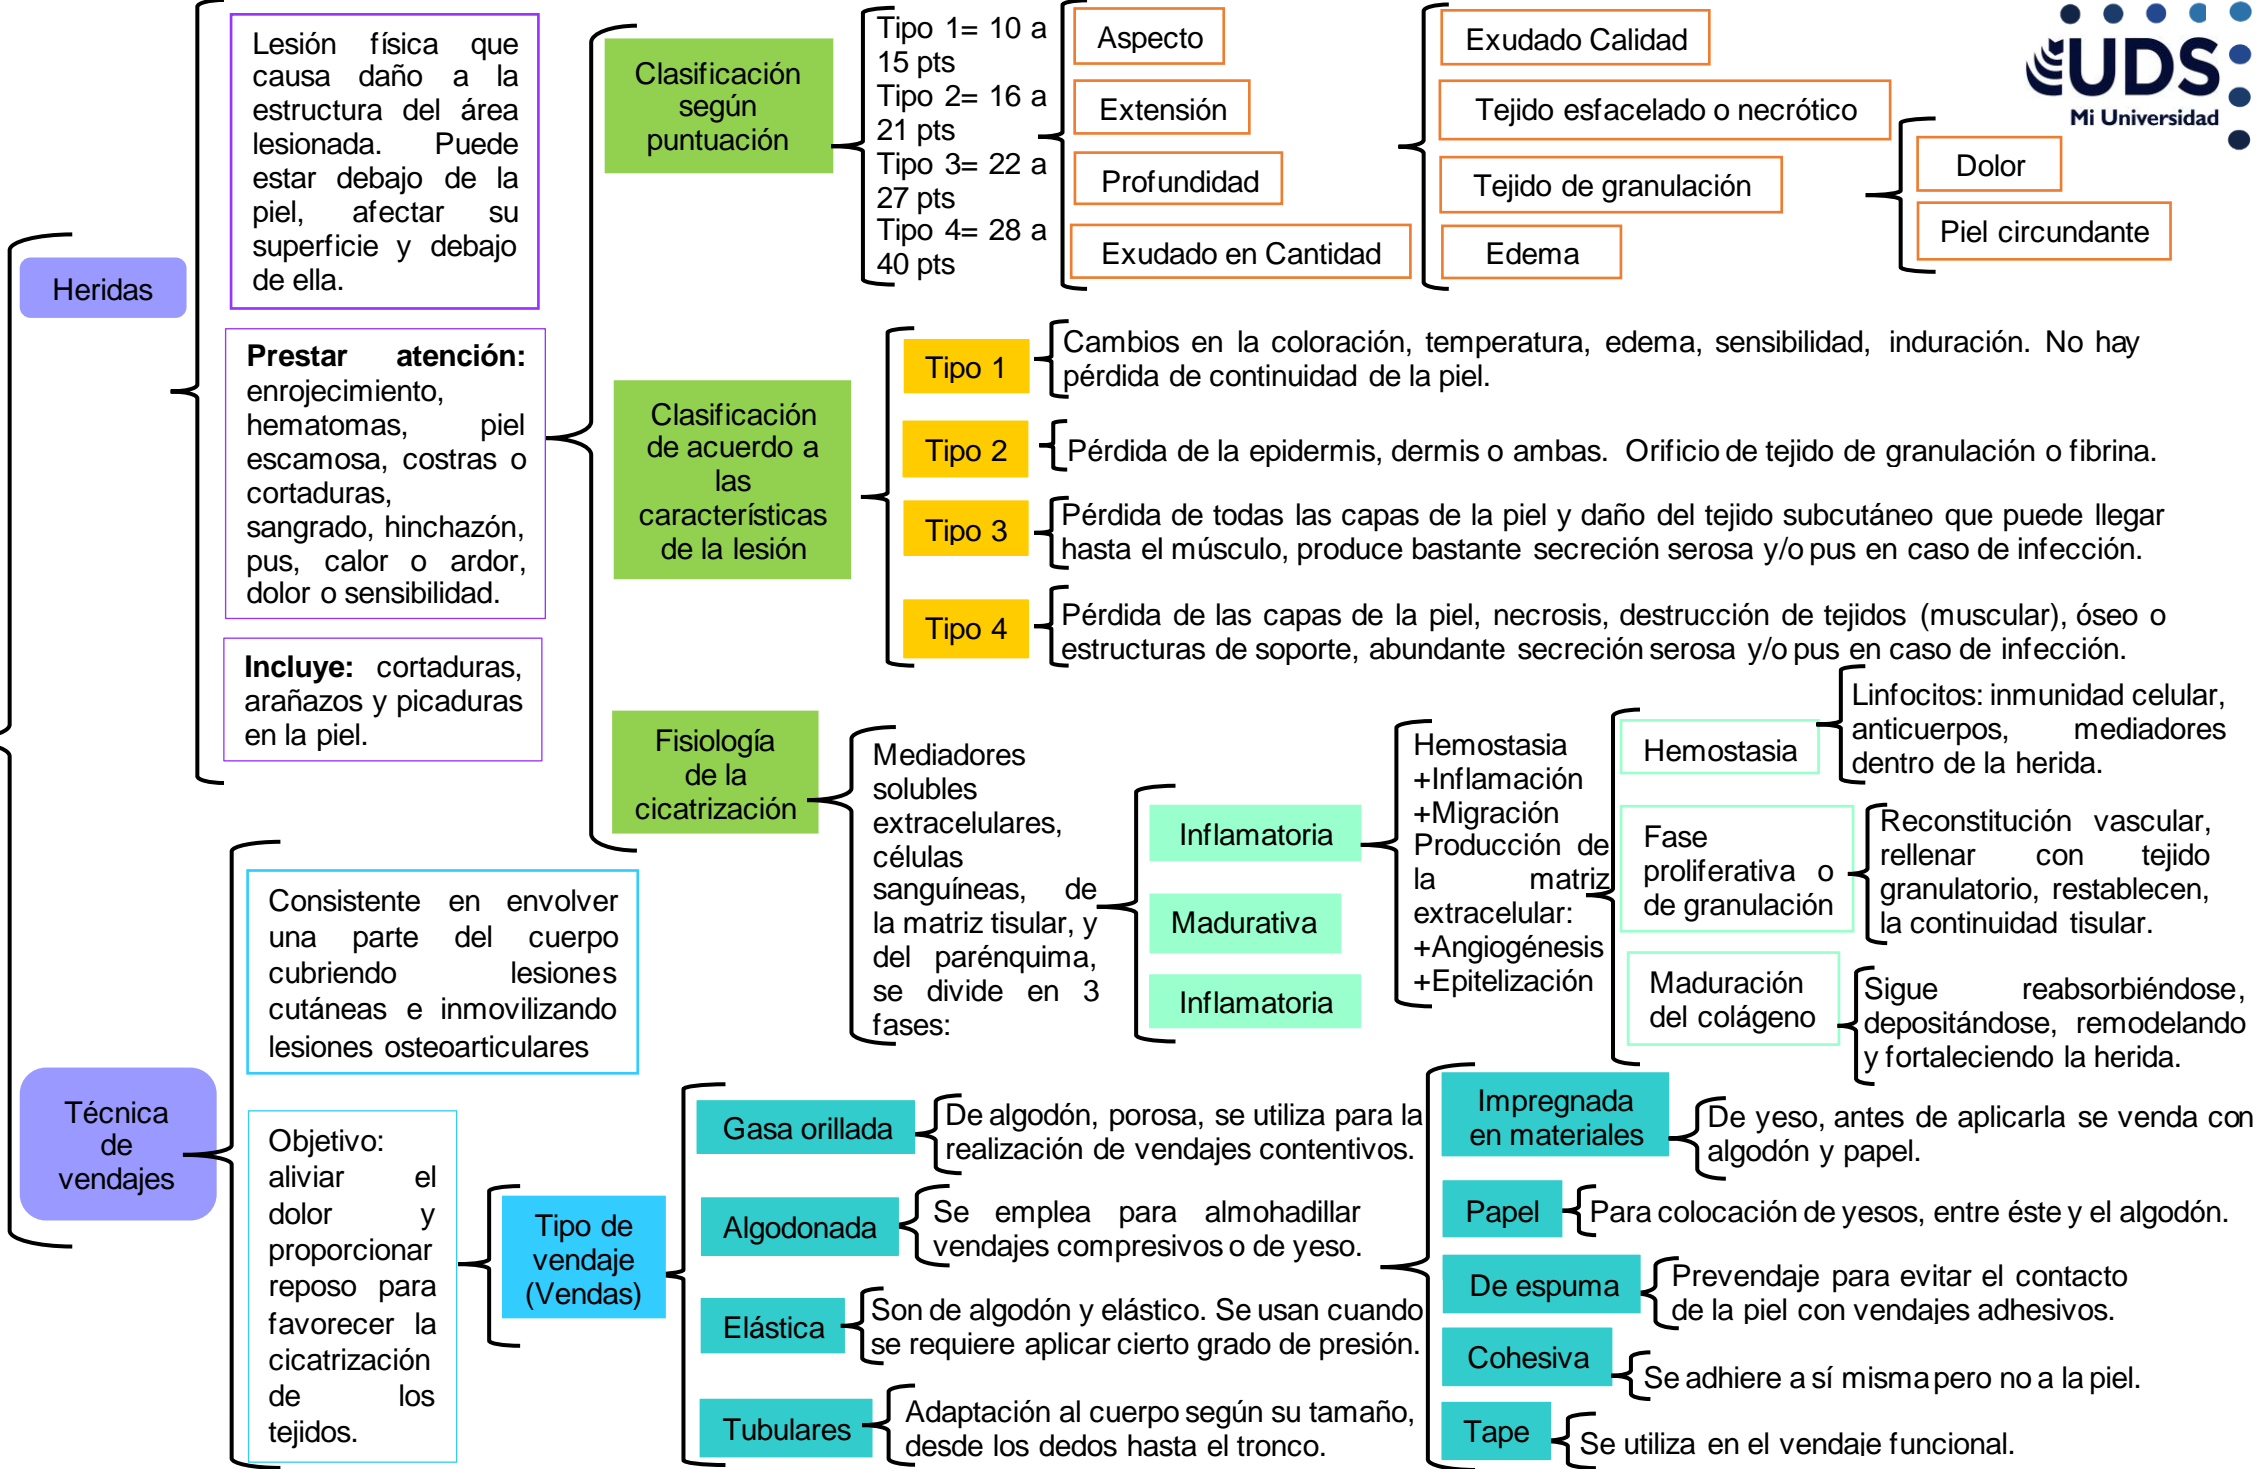 Heridas
Lesión física que
causa daño a la
estructura del área
lesionada. Puede
estar debajo de la
piel, afectar su
superficie y debajo
de ella.
Prestar atención:
enrojecimiento,
hematomas, piel
escamosa, costras o
cortaduras,
sangrado, hinchazón,
pus, calor o ardor,
dolor o sensibilidad.
Incluye: cortaduras,
arañazos y picaduras
en la piel.
Clasificación
según
puntuación
Tipo 1= 10 a
15 pts
Tipo 2= 16 a
21 pts
Tipo 3= 22 a
27 pts
Tipo 4= 28 a
40 pts
Aspecto
Extensión
Profundidad
Exudado en Cantidad
Exudado Calidad
Tejido esfacelado o necrótico
Tejido de granulación
Edema
Dolor
Piel circundante
UDS
Mi Universidad
Clasificación
de acuerdo a
las
características
de la lesión
Tipo 1
Cambios en la coloración, temperatura, edema, sensibilidad, induración. No hay
pérdida de continuidad de la piel.
Tipo 2
Pérdida de la epidermis, dermis o ambas. Orificio de tejido de granulación o fibrina.
Tipo 3
Pérdida de todas las capas de la piel y daño del tejido subcutáneo que puede llegar
hasta el músculo, produce bastante secreción serosa y/o pus en caso de infección.
Tipo 4
Pérdida de las capas de la piel, necrosis, destrucción de tejidos (muscular), óseo o
estructuras de soporte, abundante secreción serosa y/o pus en caso de infección.
Fisiología
de la
cicatrización
Mediadores
solubles
extracelulares,
células
sanguíneas, de
la matriz tisular, y
del parénquima,
se divide en 3
fases:
Inflamatoria
Madurativa
Inflamatoria
Hemostasia
+Inflamación
+Migración
Producción de
la matriz
extracelular:
+Angiogénesis
+Epitelización
Hemostasia
Linfocitos: inmunidad celular,
anticuerpos, mediadores
dentro de la herida.
Fase
proliferativa o
de granulación
Reconstitución vascular,
rellenar con tejido
granulatorio, restablecen,
la continuidad tisular.
Maduración
del colágeno
Sigue reabsorbiéndose,
depositándose, remodelando
y fortaleciendo la herida.
Técnica
de
vendajes
Consistente en envolver
una parte del cuerpo
cubriendo lesiones
cutáneas e inmovilizando
lesiones osteoarticulares
Objetivo:
aliviar el
dolor y
proporcionar
reposo para
favorecer la
cicatrización
de los
tejidos.
Tipo de
vendaje
(Vendas)
Gasa orillada
De algodón, porosa, se utiliza para la
realización de vendajes contentivos.
Algodonada
Se emplea para almohadillar
vendajes compresivos o de yeso.
Elástica
Son de algodón y elástico. Se usan cuando
se requiere aplicar cierto grado de presión.
Tubulares
Adaptación al cuerpo según su tamaño,
desde los dedos hasta el tronco.
Impregnada
en materiales
De yeso, antes de aplicarla se venda con
algodón y papel.
Papel
Para colocación de yesos, entre éste y el algodón.
De espuma
Prevendaje para evitar el contacto
de la piel con vendajes adhesivos.
Cohesiva
Se adhiere a sí misma pero no a la piel.
Tape
Se utiliza en el vendaje funcional.